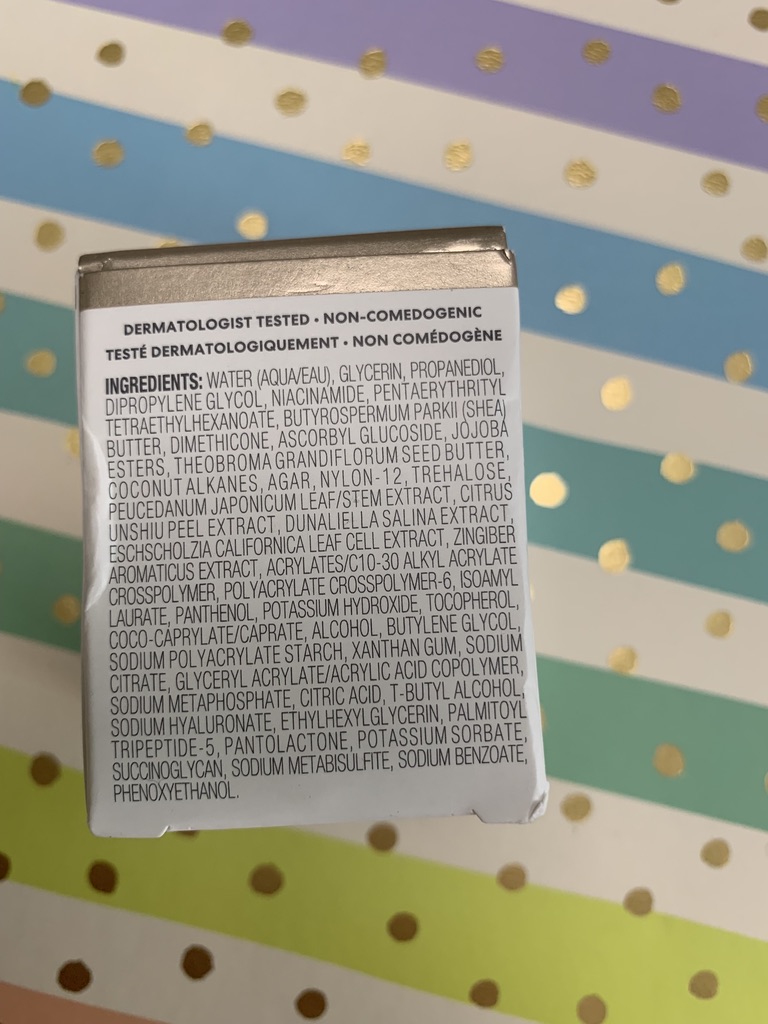 DERMATOLOGIST TESTED • NON-COMEDOGENIC
TESTÉ DERMATOLOGIQUEMENT • NON COMÉDOGÈNE
INGREDIENTS: WATER (AQUA/EAU), GLYCERIN, PROPANEDIOL,
DIPROPYLENE GLYCOL, NIACINAMIDE, PENTAERYTHRITYL
TETRAETHYLHEXANOATE, BUTYROSPERMUM PARKII (SHEA)
BUTTER, DIMETHICONE, ASCORBYL GLUCOSIDE, JOJOBA
ESTERS, THEOBROMA GRANDIFLORUM SEED BUTTER,
COCONUT ALKANES, AGAR, NYLON-12, TREHALOSE,
PEUCEDANUM JAPONICUM LEAF/STEM EXTRACT, CITRUS
UNSHIU PEEL EXTRACT, DUNALIELLA SALINA EXTRACT,
ESCHSCHOLZIA CALIFORNICA LEAF CELL EXTRACT, ZINGIBER
AROMATICUS EXTRACT, ACRYLATES/C10-30 ALKYL ACRYLATE
CROSSPOLYMER, POLYACRYLATE CROSSPOLYMER-6, ISOAMYL
LAURATE, PANTHENOL, POTASSIUM HYDROXIDE, TOCOPHEROL,
COCO-CAPRYLATE/CAPRATE, ALCOHOL, BUTYLENE GLYCOL,
SODIUM POLYACRYLATE STARCH, XANTHAN GUM, SODIUM
CITRATE, GLYCERYL ACRYLATE/ACRYLIC ACID COPOLYMER,
SODIUM METAPHOSPHATE, CITRIC ACID, T-BUTYL ALCOHOL,
SODIUM HYALURONATE, ETHYLHEXYLGLYCERIN, PALMITOYL
TRIPEPTIDE-5, PANTOLACTONE, POTASSIUM SORBATE,
SUCCINOGLYCAN, SODIUM METABISULFITE, SODIUM BENZOATE,
PHENOXYETHANOL.